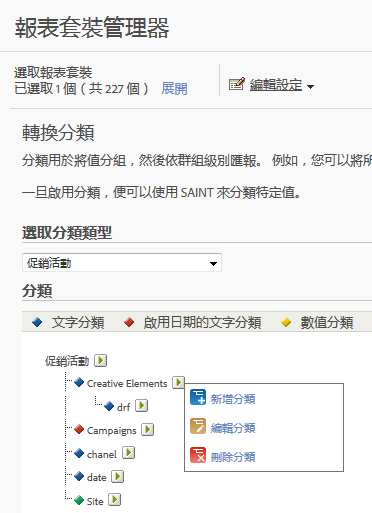 報表套裝管理器
選取報表套裝
已選取 1 個（共 227 個） 展開
編輯設定
轉換分類
分類用於將值分組，然後依群組級別匯報。 例如，您可以將所
一旦啟用分類，便可以使用 SAINT 來分類特定值。
選取分類類型
促銷活動
分類
文字分類 啟用日期的文字分類 數值分類
促銷活動
Creative Elements
新增分類
drf
編輯分類
Campaigns
chanel
刪除分類
date
Site